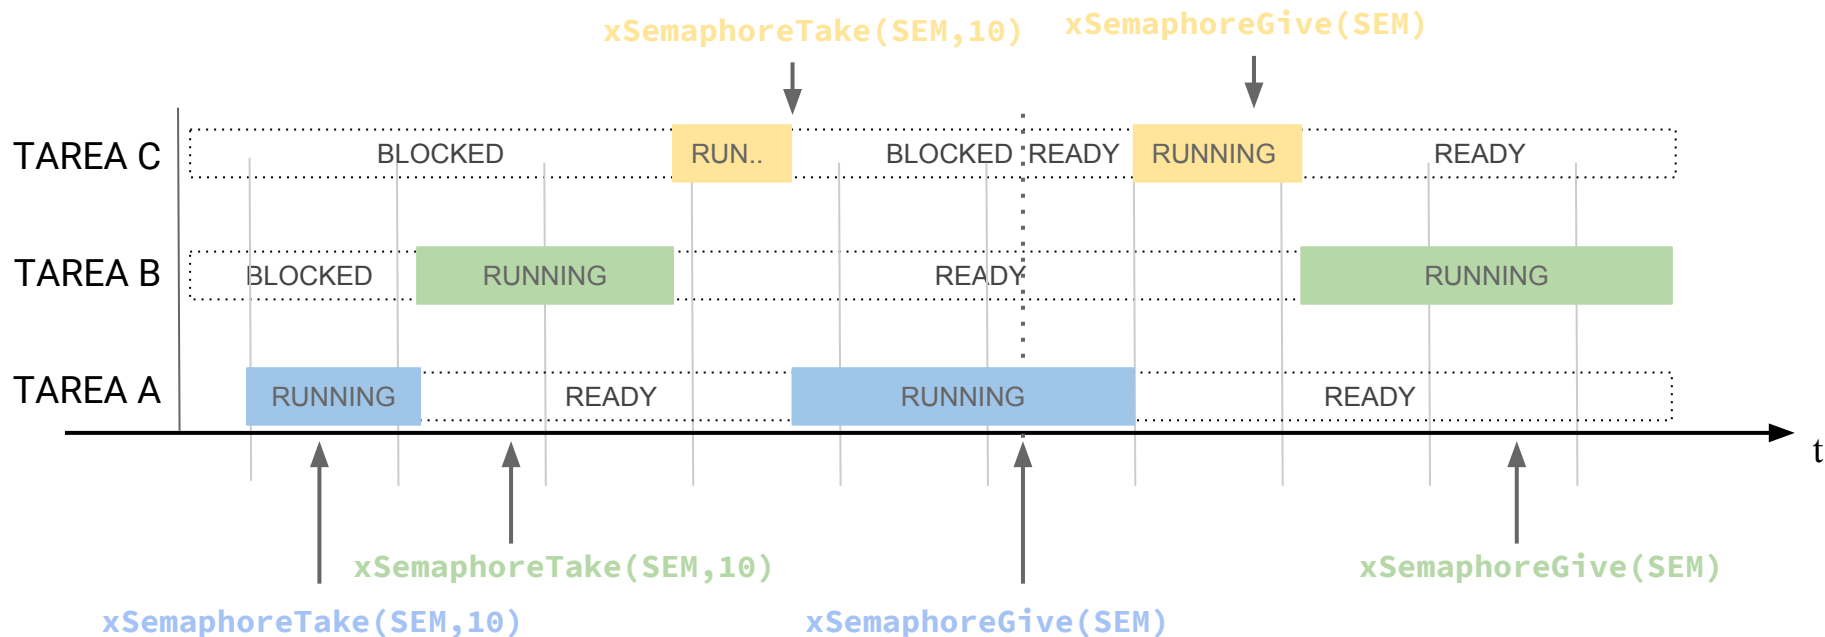 xSemaphoreTake(SEM,10) xSemaphoreGive(SEM)
TAREA C BLOCKED RUN.. BLOCKED READY RUNNING READY
TAREA B BLOCKED RUNNING READY RUNNING
TAREA A RUNNING READY RUNNING READY
t
xSemaphoreTake(SEM,10) xSemaphoreGive(SEM)
xSemaphoreTake(SEM,10) xSemaphoreGive(SEM)